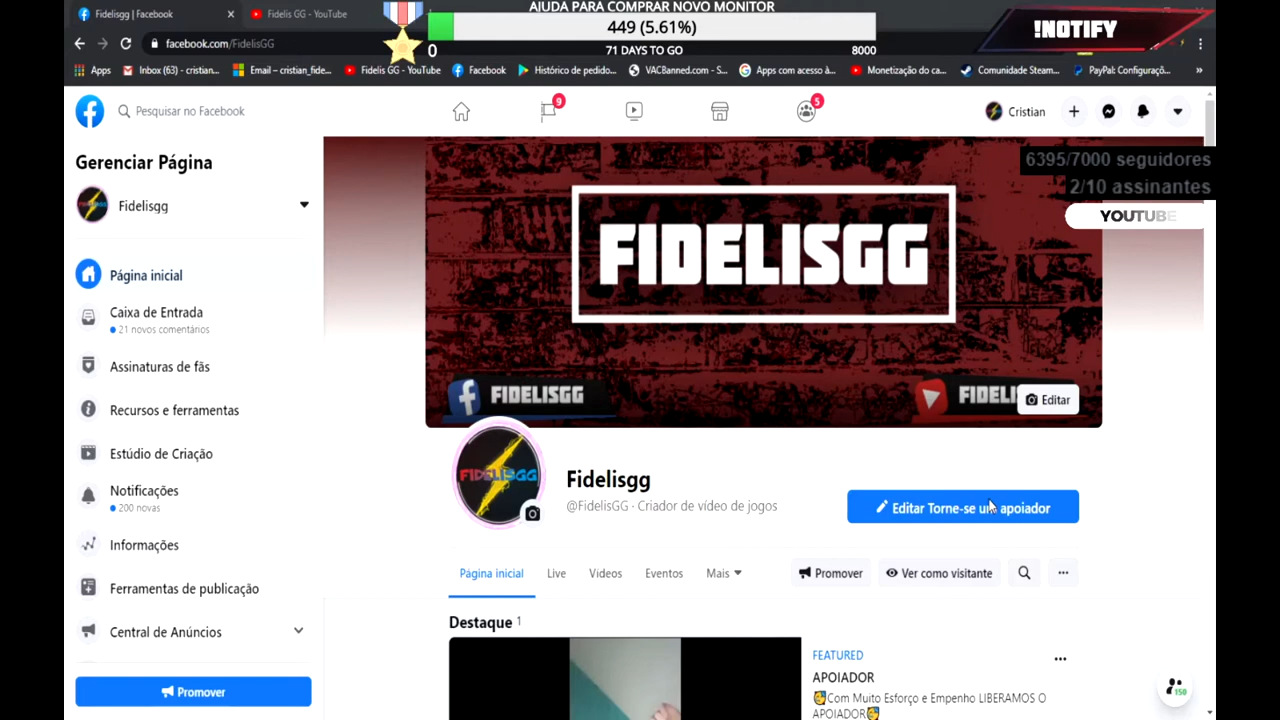 Fidelisgg | Facebook
Fidelis GG - YouTube
AJUDA PARA COMPRAR NOVO MONITOR
449 (5.61%)
0
71 DAYS TO GO
8000
!NOTIFY
facebook.com/FidelisGG
Apps
Inbox (63) - cristian...
Email – cristian_fide...
Fidelis GG - YouTube
Facebook
Histórico de pedido...
VACBanned.com - S...
Apps com acesso à...
Monetização do ca...
Comunidade Steam...
PayPal: Configuraçõ...
»
Pesquisar no Facebook
9
5
Cristian
6395/7000 seguidores
2/10 assinantes
YOUTUBE
Gerenciar Página
Fidelisgg
Página inicial
Caixa de Entrada
21 novos comentários
Assinaturas de fãs
Recursos e ferramentas
Estúdio de Criação
Notificações
200 novas
Informações
Ferramentas de publicação
Central de Anúncios
Promover
FIDELISGG
FIDELISGG
FIDELI
Editar
FIDELISGG
Fidelisgg
@FidelisGG · Criador de vídeo de jogos
Editar Torne-se um apoiador
Página inicial
Live
Vídeos
Eventos
Mais
Promover
Ver como visitante
Destaque 1
FEATURED
APOIADOR
Com Muito Esforço e Empenho LIBERAMOS O
APOIADOR
150